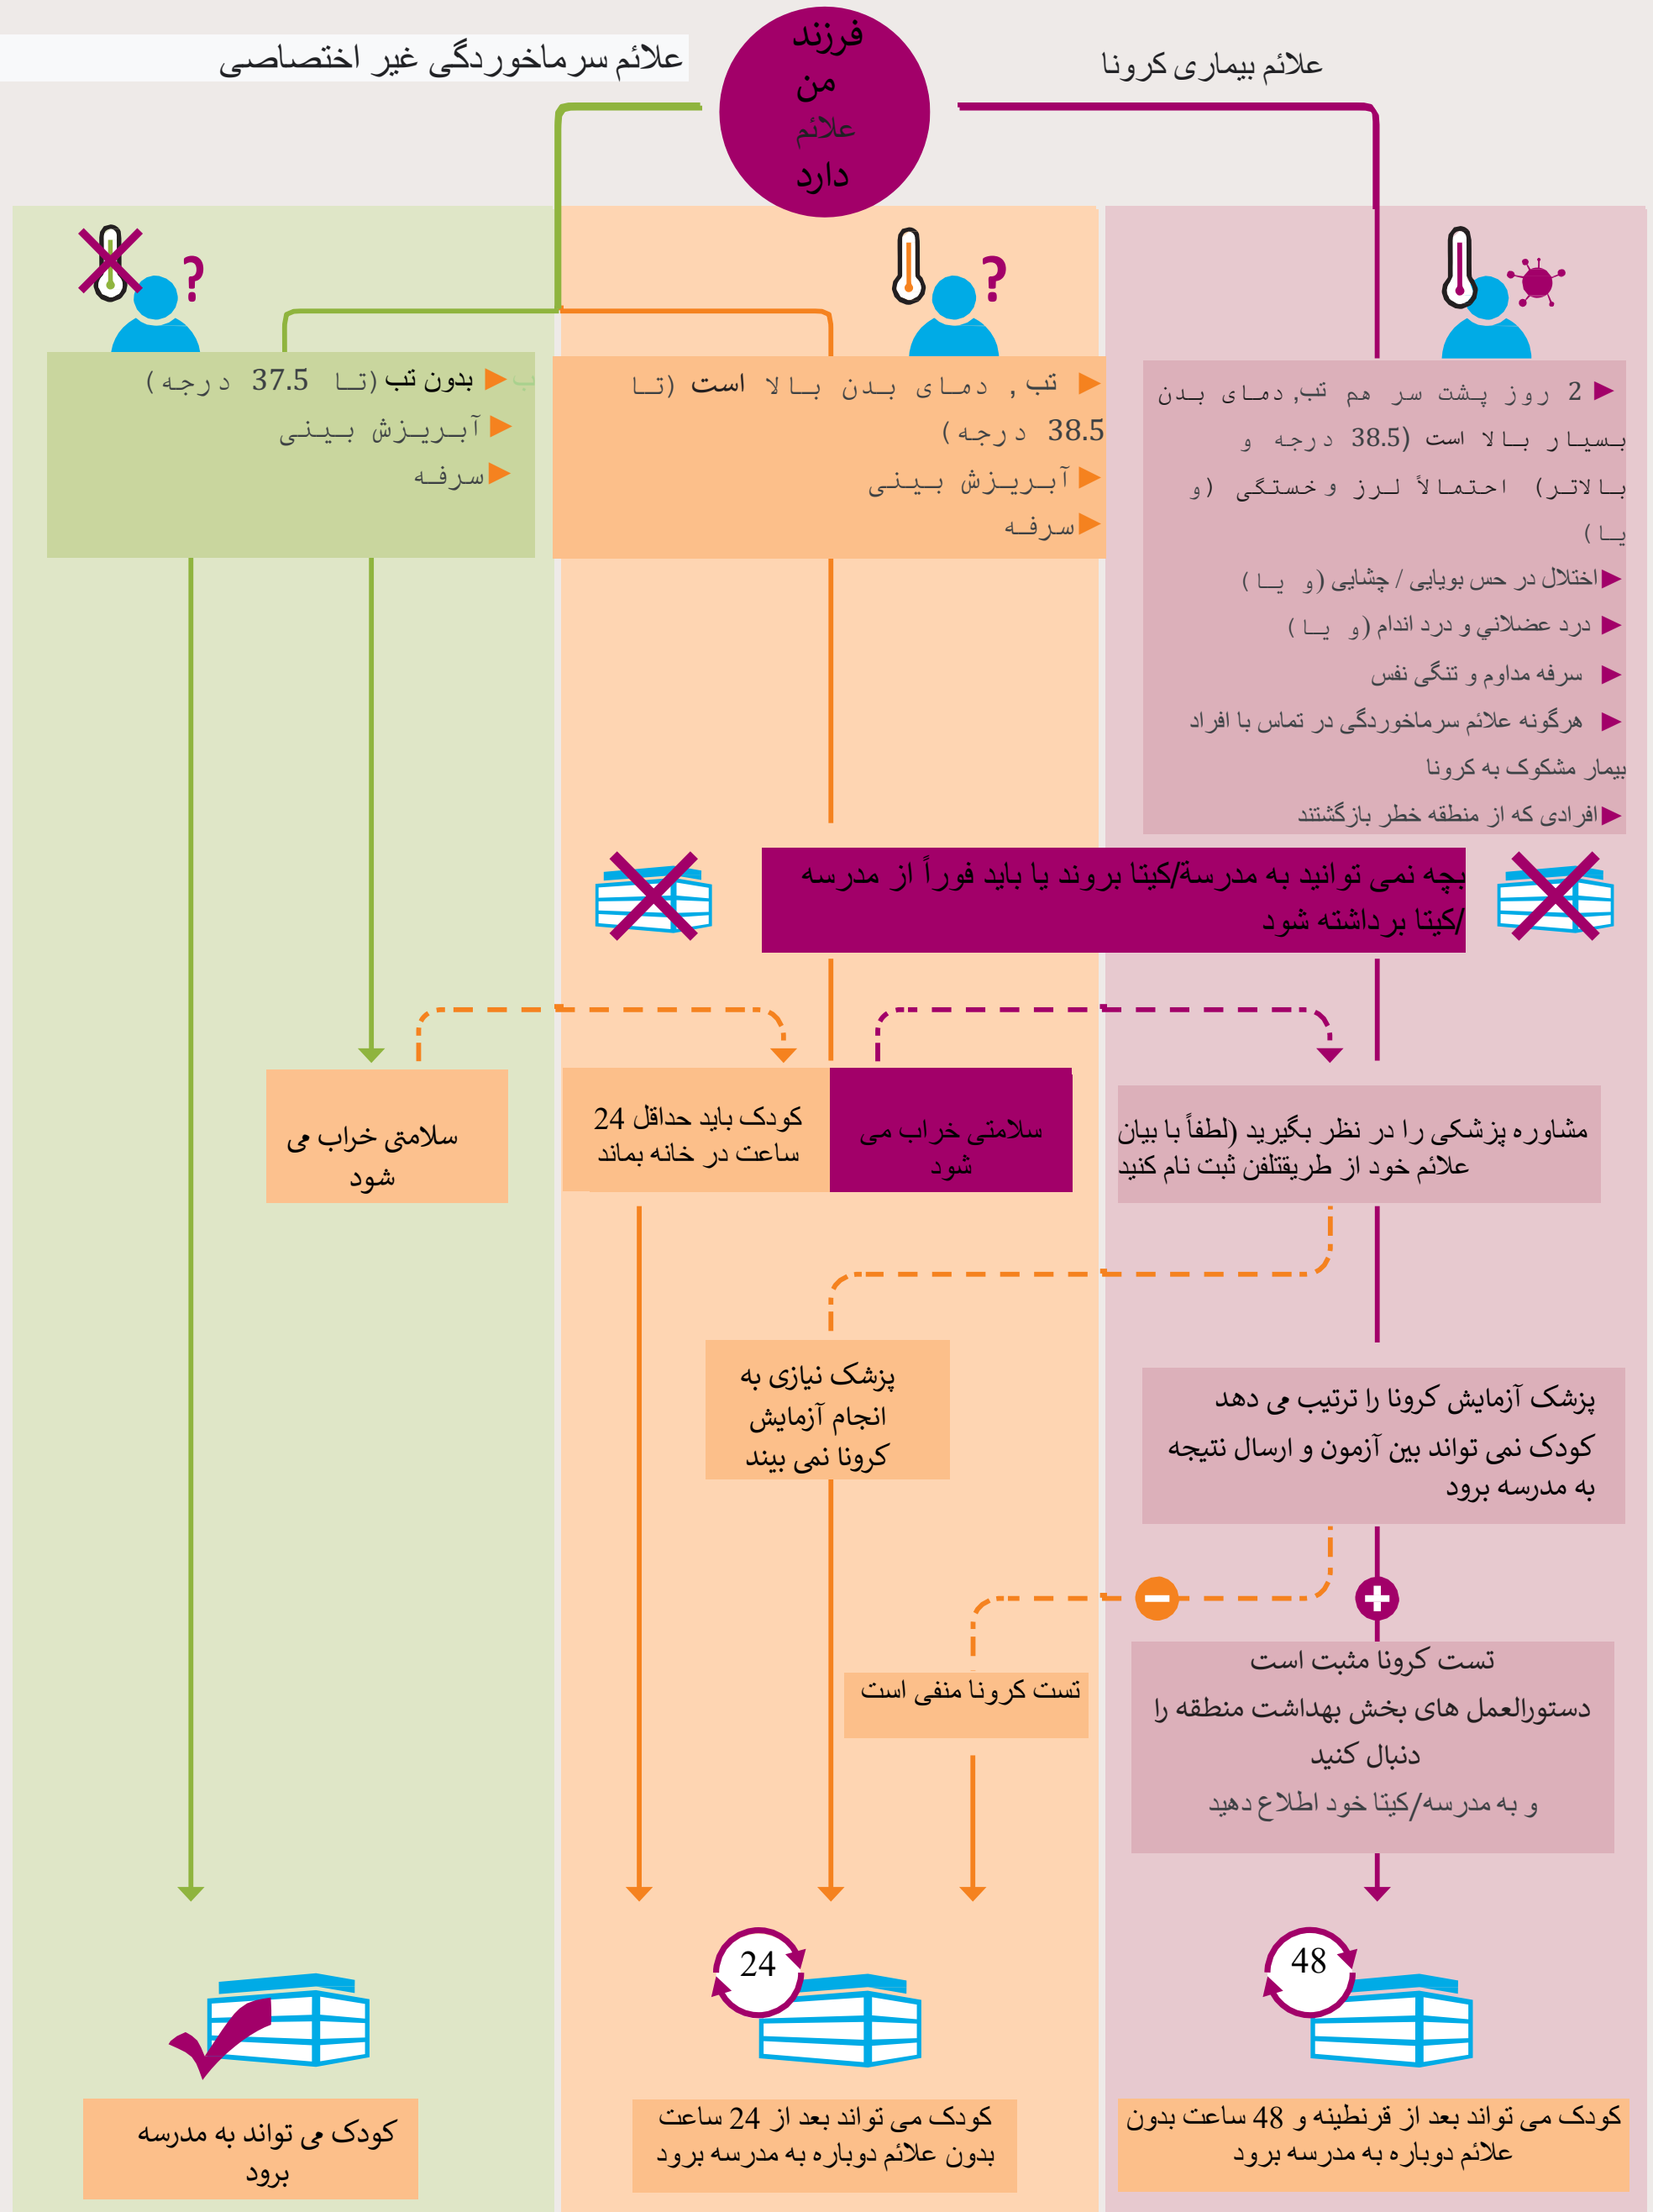 فرزند
من
علائم
دارد
علائم بیماری کرونا
علائم سرماخوردگی غیر اختصاصی
2 روز پشت سر هم تب, دمای بدن
بسیار بالا است (38.5 درجه و
بالاتر) احتمالاً لرز و خستگی (و
یا)
اختلال در حس بویایی / چشایی (و یا)
درد عضلاني و درد اندام (و یا)
سرفه مداوم و تنگی نفس
هرگونه علائم سرماخوردگی در تماس با افراد
بیمار مشکوک به کرونا
افرادی که از منطقه خطر بازگشتند
تب, دمای بدن بالا است (تا
38.5 درجه)
آبریزش بینی
سرفه
ب بدون تب (تا 37.5 درجه)
آبریزش بینی
سرفه
بچه نمی توانید به مدرسة/کیتا بروند یا باید فوراً از مدرسه
/کیتا برداشته شود
مشاوره پزشکی را در نظر بگیرید (لطفاً با بیان
علائم خود از طریقتلفن ثبت نام کنید
سلامتی خراب می
شود
کودک باید حداقل 24
ساعت در خانه بماند
سلامتی خراب می
شود
پزشک آزمایش کرونا را ترتیب می دهد
کودک نمی تواند بین آزمون و ارسال نتیجه
به مدرسه برود
پزشک نیازی به
انجام آزمایش
کرونا نمی بیند
تست کرونا مثبت است
دستورالعمل های بخش بهداشت منطقه را
دنبال کنید
و به مدرسه/کیتا خود اطلاع دهید
تست کرونا منفی است
48
24
کودک می تواند بعد از قرنطینه و 48 ساعت بدون
علائم دوباره به مدرسه برود
کودک می تواند بعد از 24 ساعت
بدون علائم دوباره به مدرسه برود
کودک می تواند به مدرسه
برود